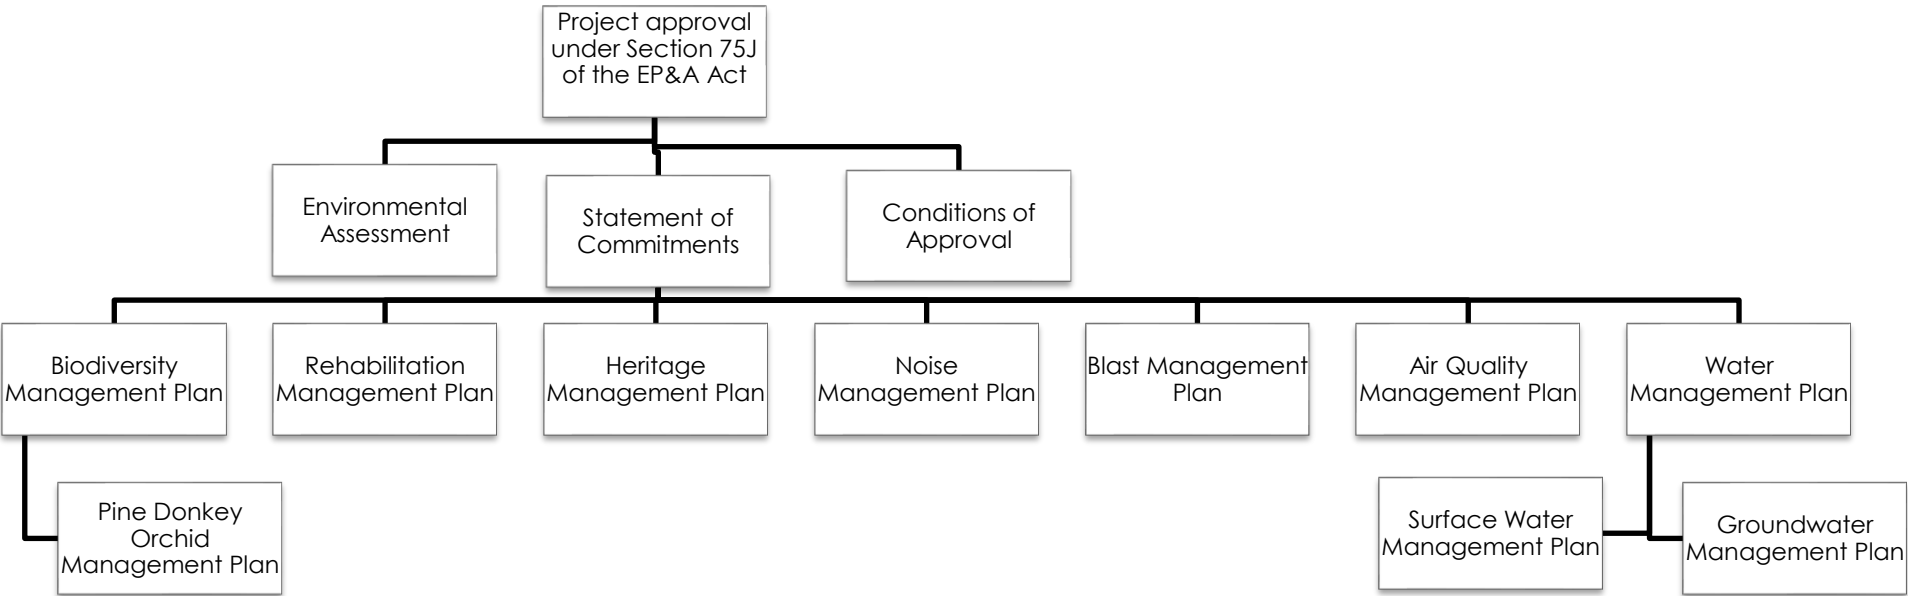 Project approval
under Section 75J
of the EP&A Act
Environmental
Assessment
Statement of
Commitments
Conditions of
Approval
Biodiversity
Management Plan
Rehabilitation
Management Plan
Heritage
Management Plan
Noise
Management Plan
Blast Management
Plan
Air Quality
Management Plan
Water
Management Plan
Pine Donkey
Orchid
Management Plan
Surface Water
Management Plan
Groundwater
Management Plan